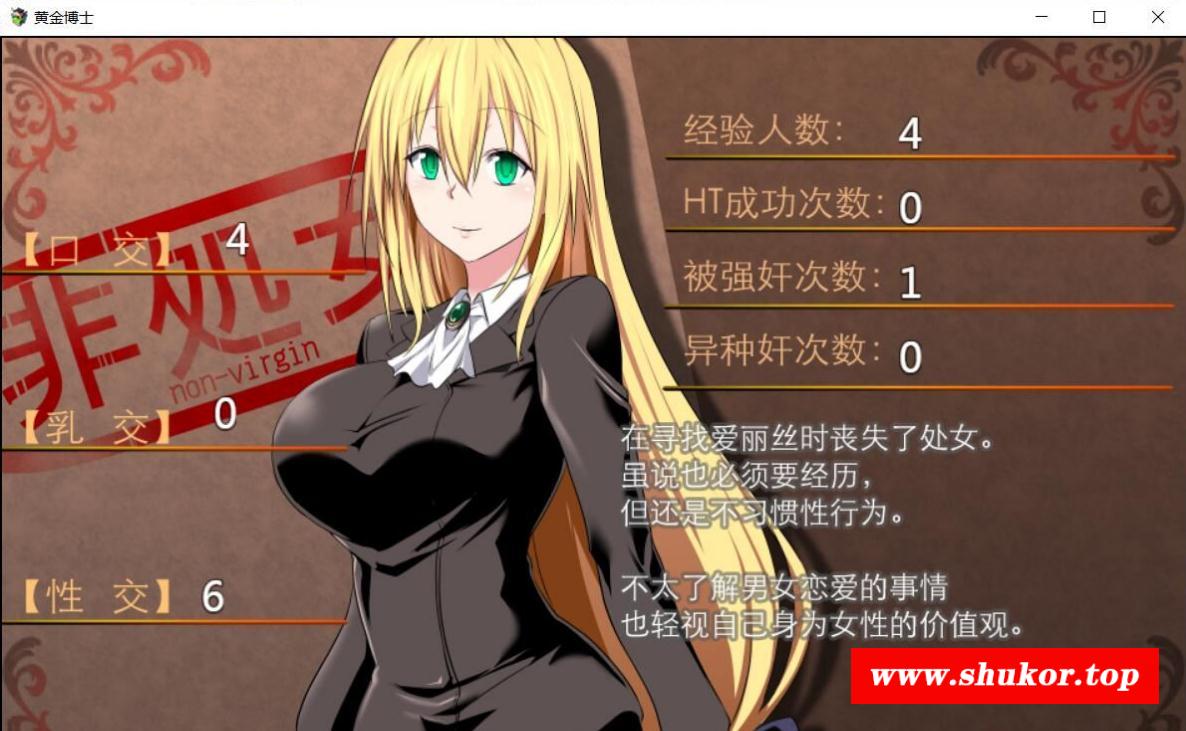 黄金博士
经验人数： 4
HT成功次数： 0
被强奸次数： 1
异种奸次数： 0
【口 交】 4
非处女
non-virgin
【乳 交】 0
【性 交】 6
在寻找爱丽丝时丧失了处女。
虽说也必须要经历，
但还是不习惯性行为。
不太了解男女恋爱的事情
也轻视自己身为女性的价值观。
www.shukor.top